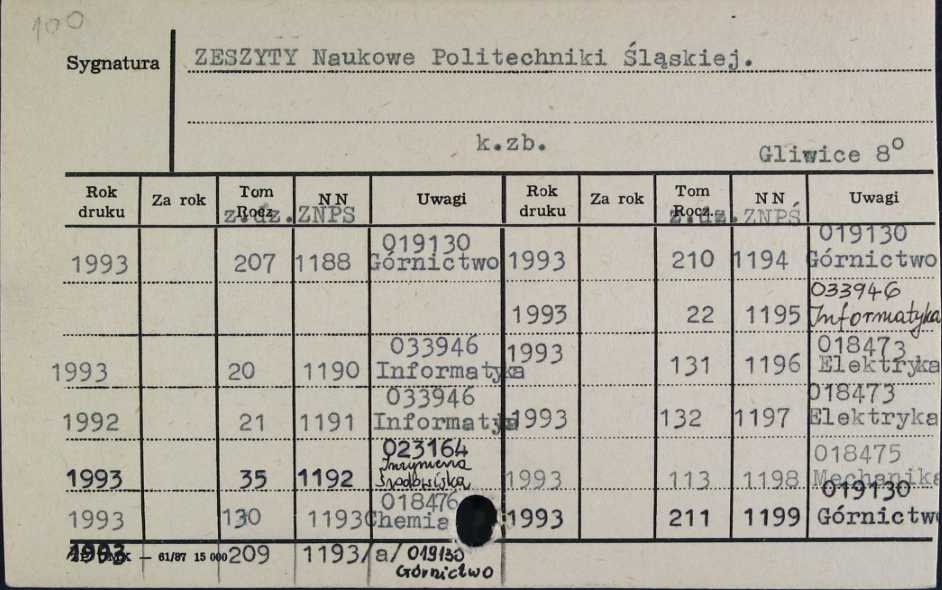 100
Sygnatura ZESZYTY Naukowe Politechniki Śląskiej.
k.zb.
Gliwice 8º
Rok druku Za rok Tom Rocz. NN Uwagi Rok druku Za rok Tom Rocz. NN Uwagi
z.dz. ZNPS z.dz. ZNPŚ
1993 207 1188 019130 Górnictwo 1993 210 1194 019130 Górnictwo
1993 22 1195 033946 Informatyka
1993 20 1190 033946 Informatyka 1993 131 1196 018473 Elektryka
1992 21 1191 033946 Informatyka 1993 132 1197 018473 Elektryka
1993 35 1192 023164 Inżynieria Środowiska 1993 113 1198 018475 Mechanika
1993 130 1193 018476 Chemia 1993 211 1199 019130 Górnictwo
1993 — 61/87 15 000 209 1193/a/ 019130
Górnictwo